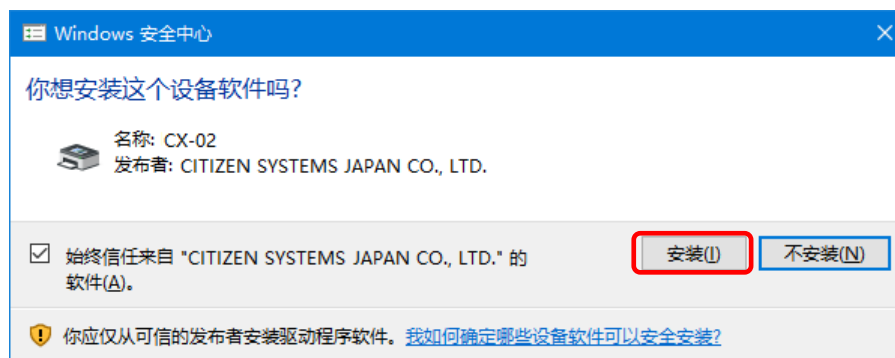 Windows 安全中心
你想安装这个设备软件吗?
名称: CX-02
发布者: CITIZEN SYSTEMS JAPAN CO., LTD.
始终信任来自 "CITIZEN SYSTEMS JAPAN CO., LTD." 的
软件(A)。
安装(I)
不安装(N)
你应仅从可信的发布者安装驱动程序软件。我如何确定哪些设备软件可以安全安装?